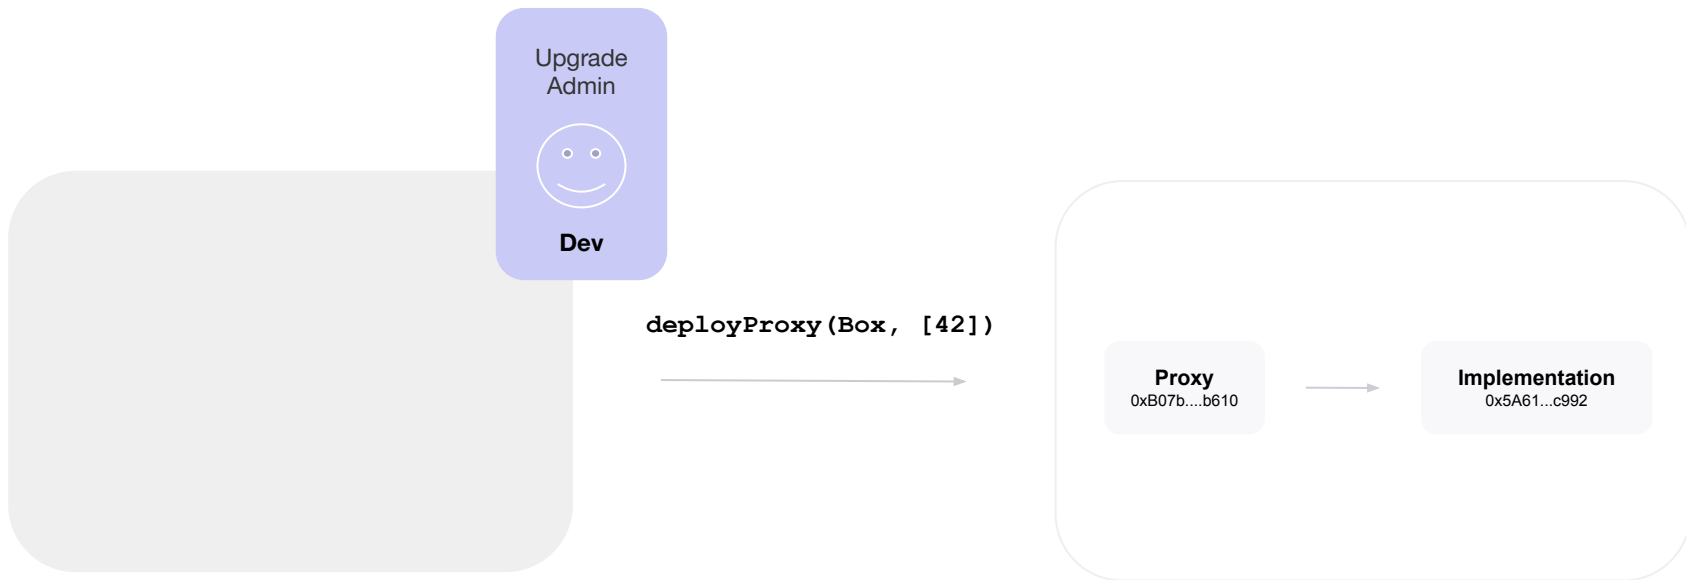 Upgrade
Admin
Dev
deployProxy(Box, [42])
Proxy
0xB07b....b610
Implementation
0x5A61...c992